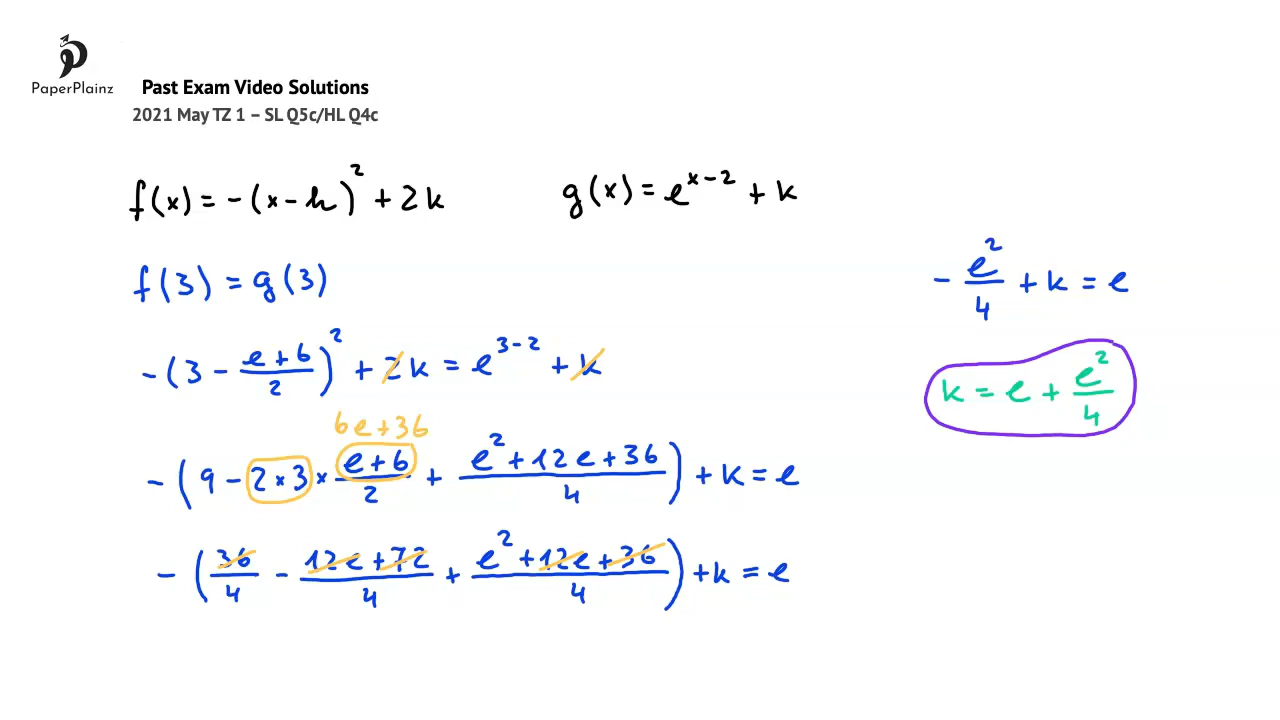 PaperPlainz
Past Exam Video Solutions
2021 May TZ 1 – SL Q5c/HL Q4c
f(x) = -(x-h)² + 2k
g(x) = e^(x-2) + k
f(3) = g(3)
-(3 - (e+6)/2)² + 2k = e^(3-2) + k
6e+36
-(9 - 2×3 × (e+6)/2 + (e²+12e+36)/4) + k = e
-(36/4 - (12e+72)/4 + (e²+12e+36)/4) + k = e
-e²/4 + k = e
k = e + e²/4